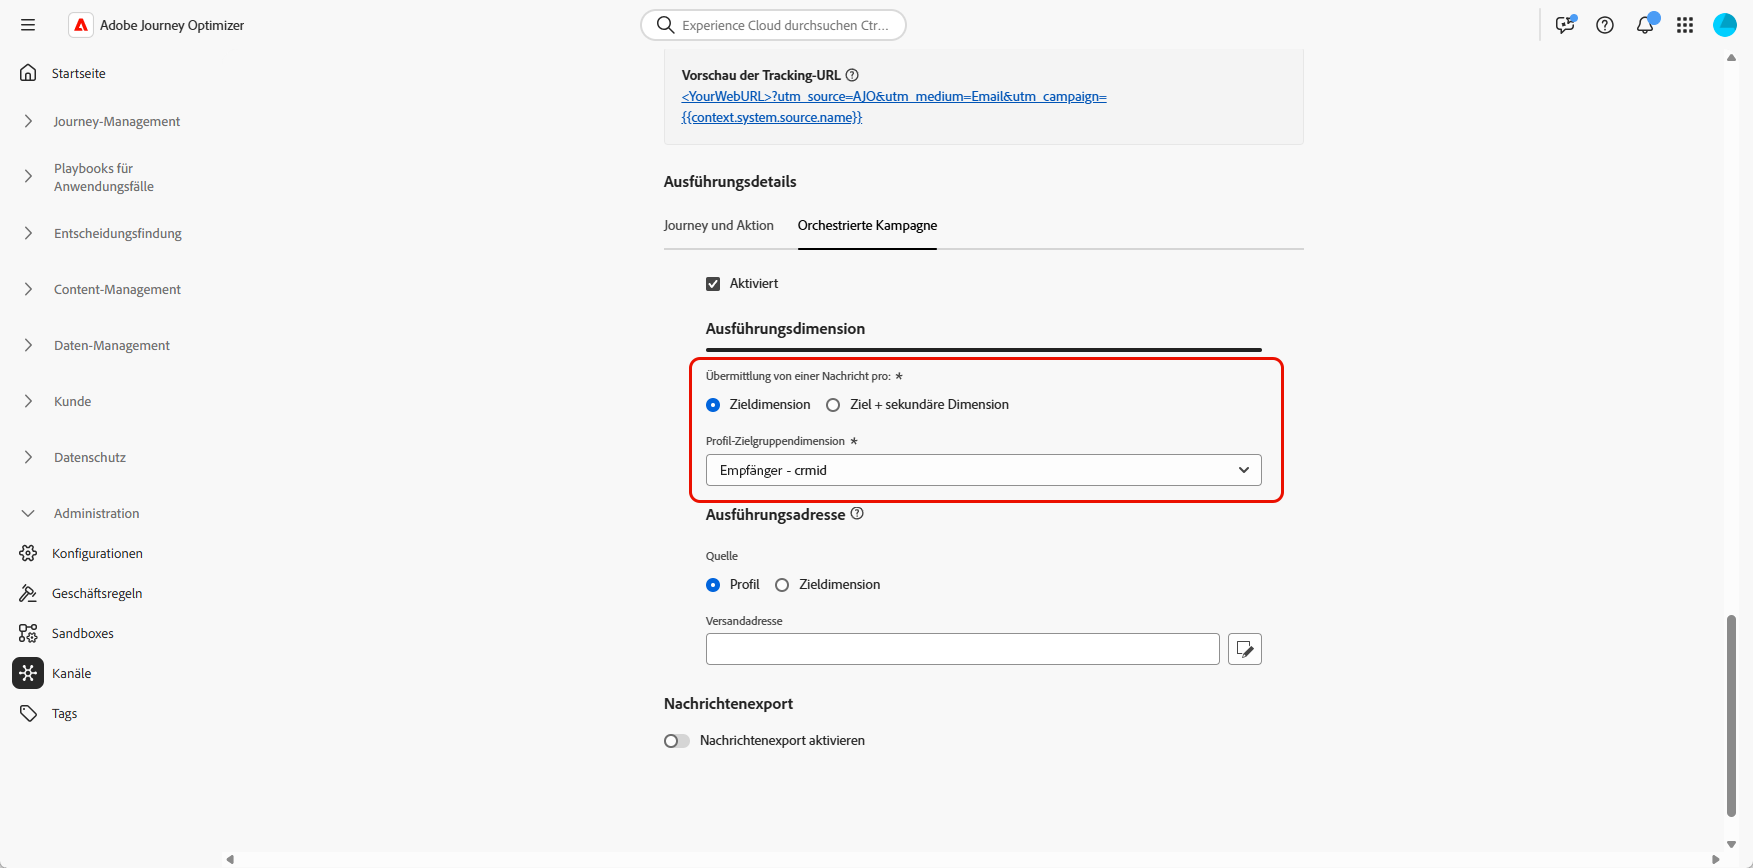 Adobe Journey Optimizer
Experience Cloud durchsuchen Ctr...
Startseite
Journey-Management
Playbooks für
Anwendungsfälle
Entscheidungsfindung
Content-Management
Daten-Management
Kunde
Datenschutz
Administration
Konfigurationen
Geschäftsregeln
Sandboxes
Kanäle
Tags
Vorschau der Tracking-URL
<YourWebURL>?utm_source=AJO&utm_medium=Email&utm_campaign=
{{context.system.source.name}}
Ausführungsdetails
Journey und Aktion
Orchestrierte Kampagne
Aktiviert
Ausführungsdimension
Übermittlung von einer Nachricht pro: *
Zieldimension
Ziel + sekundäre Dimension
Profil-Zielgruppendimension *
Empfänger - crmid
Ausführungsadresse
Quelle
Profil
Zieldimension
Versandadresse
Nachrichtenexport
Nachrichtenexport aktivieren